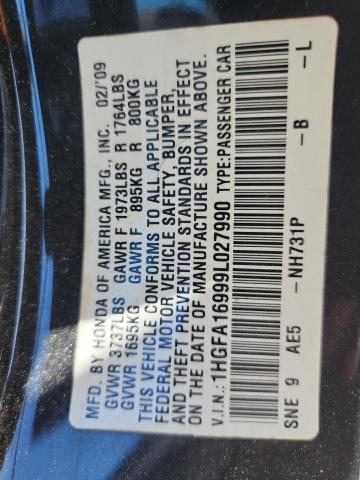 MFD. BY HONDA OF AMERICA MFG., INC. 02/'09
GVWR 3737LBS GAWR F 1973LBS R 1764LBS
GVWR 1695KG GAWR F 895KG R 800KG
THIS VEHICLE CONFORMS TO ALL APPLICABLE
FEDERAL MOTOR VEHICLE SAFETY, BUMPER,
AND THEFT PREVENTION STANDARDS IN EFFECT
ON THE DATE OF MANUFACTURE SHOWN ABOVE.
V.I.N.:1HGFA16999L027990 TYPE:PASSENGER CAR
SNE 9 AE5 -NH731P -B -L